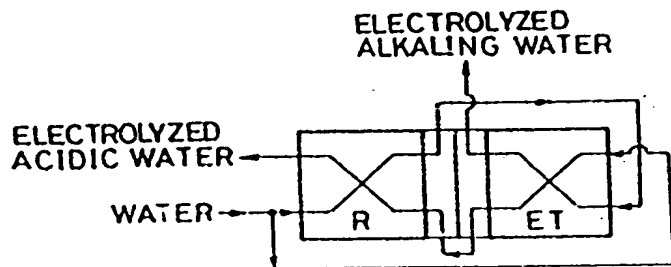 ELECTROLYZED
ALKALING WATER
ELECTROLYZED
ACIDIC WATER
WATER
R
ET